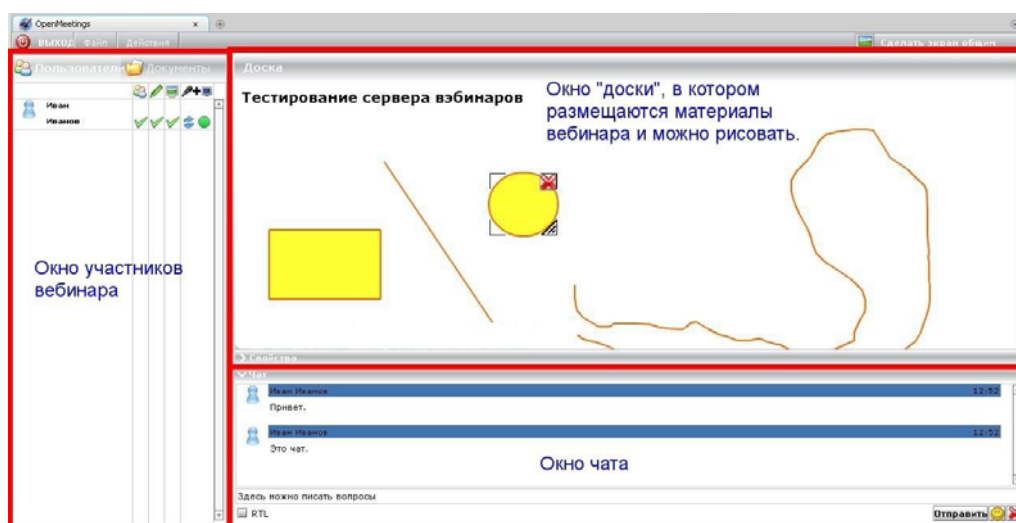 OpenMeetings
ВЫХОД Файл Действия
Сделать экран общим
Пользователи Документы
Доска
Иван
Иванов
Тестирование сервера вэбинаров
Окно "доски", в котором
размещаются материалы
вебинара и можно рисовать.
Окно участников
вебинара
Свойства
Чат
Иван Иванов 12:52
Привет.
Иван Иванов 12:52
Это чат.
Окно чата
Здесь можно писать вопросы
RTL
Отправить